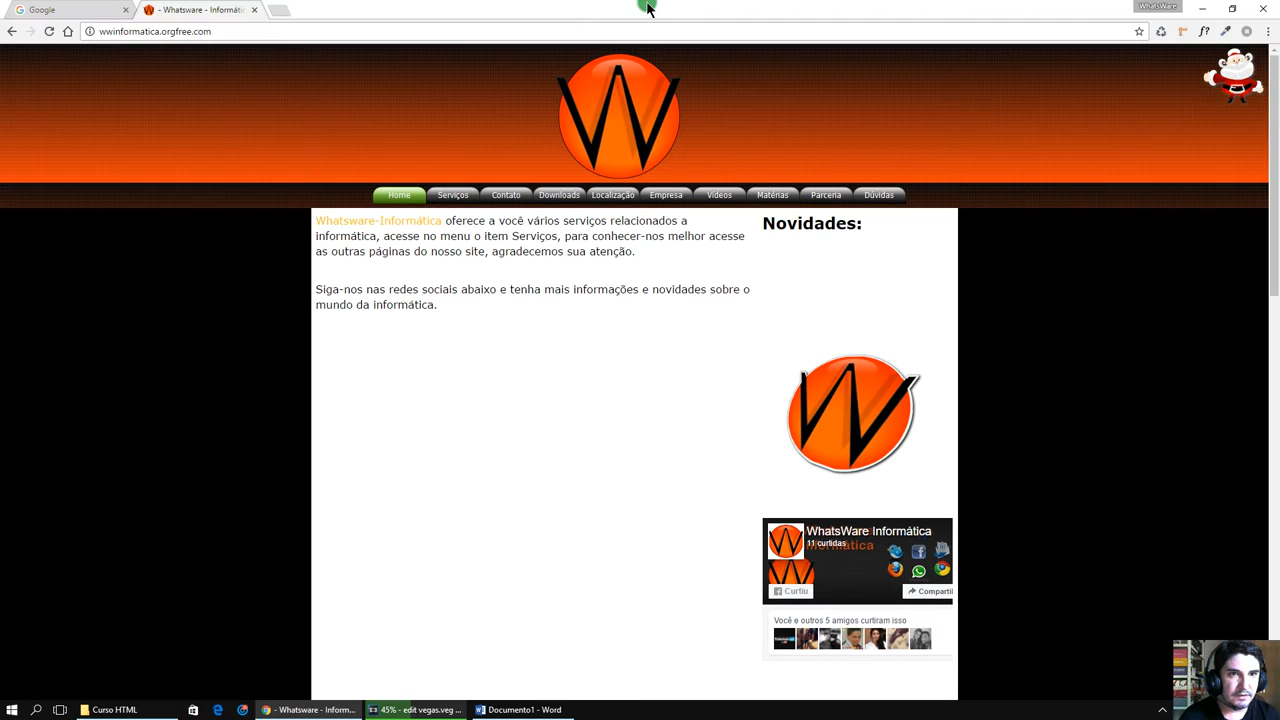 Google
- Whatsware - Informáti
WhatsWare
wwinformatica.orgfree.com
W
Home Serviços Contato Downloads Localização Empresa Vídeos Matérias Parceria Dúvidas
Whatsware-Informática oferece a você vários serviços relacionados a
informática, acesse no menu o item Serviços, para conhecer-nos melhor acesse
as outras páginas do nosso site, agradecemos sua atenção.
Siga-nos nas redes sociais abaixo e tenha mais informações e novidades sobre o
mundo da informática.
Novidades:
W
WhatsWare Informática
11 curtidas
Curtiu
Compartil
Você e outros 5 amigos curtiram isso
Curso HTML
- Whatsware - Inform...
45% - edit vegas.veg ...
Documento1 - Word